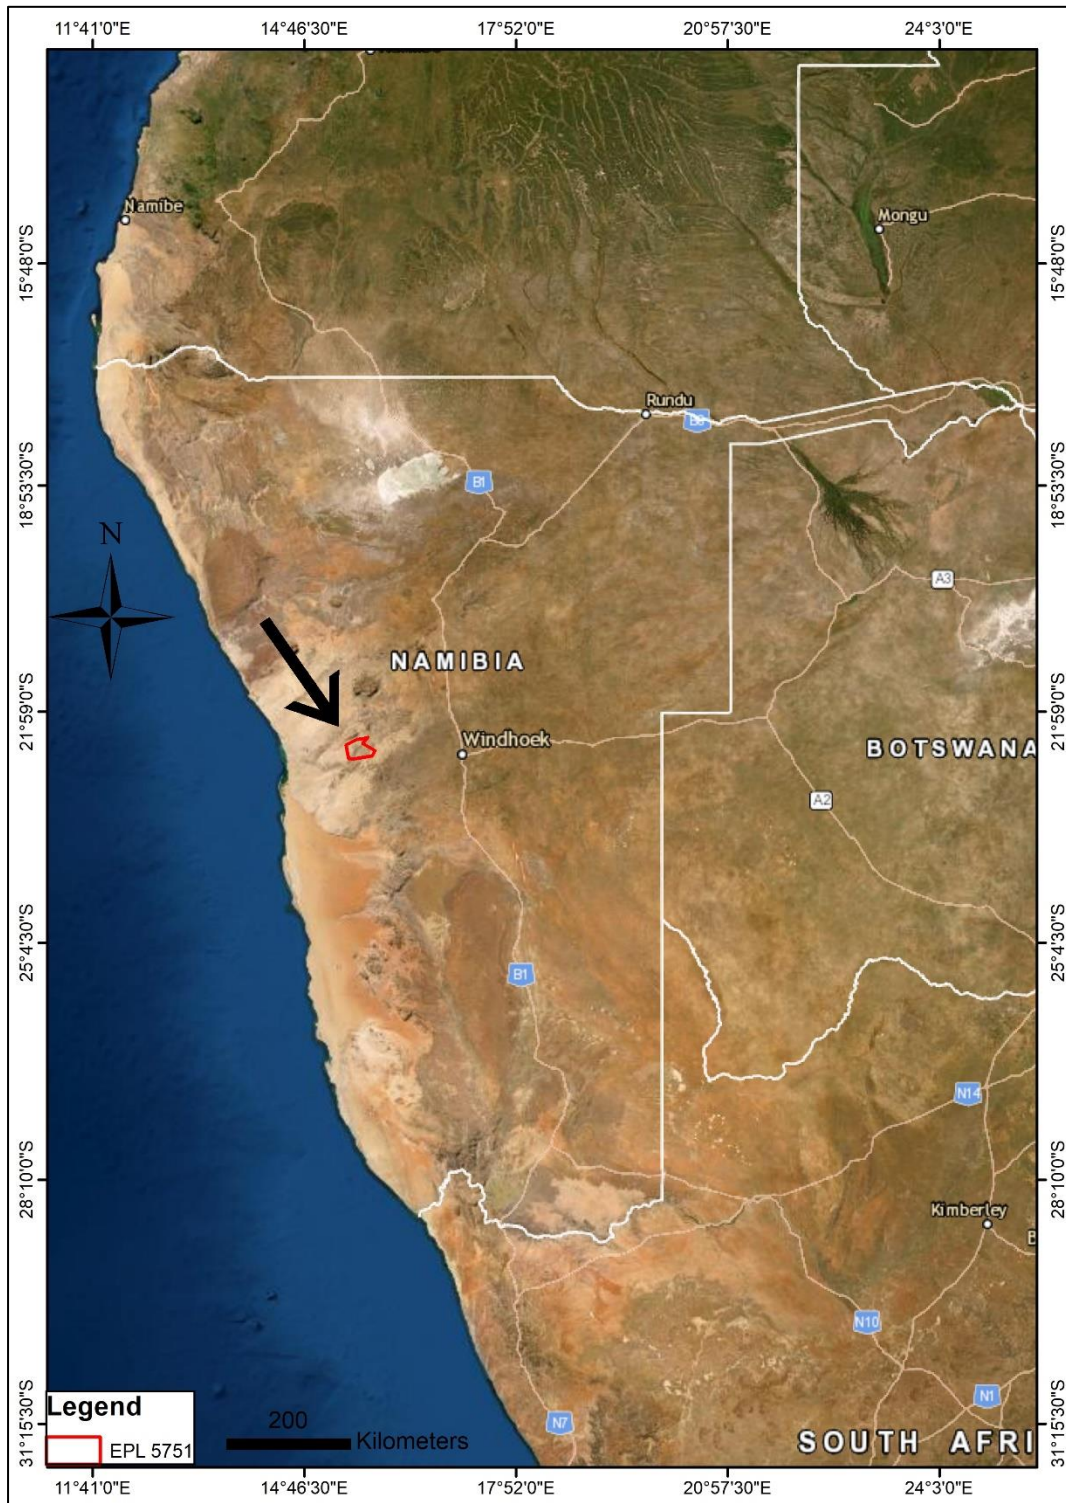 11°41'0"E 14°46'30"E 17°52'0"E 20°57'30"E 24°3'0"E
Namibe
Mongu
15°48'0"S 15°48'0"S
Rundu
B8
B1
18°53'30"S 18°53'30"S
N
A3
NAMIBIA
21°59'0"S 21°59'0"S
Windhoek
BOTSWANA
A2
25°4'30"S 25°4'30"S
B1
N14
28°10'0"S 28°10'0"S
Kimberley
B
N10
Legend
EPL 5751
200
Kilometers
N7
N1
31°15'30"S 31°15'30"S
SOUTH AFRI
11°41'0"E 14°46'30"E 17°52'0"E 20°57'30"E 24°3'0"E